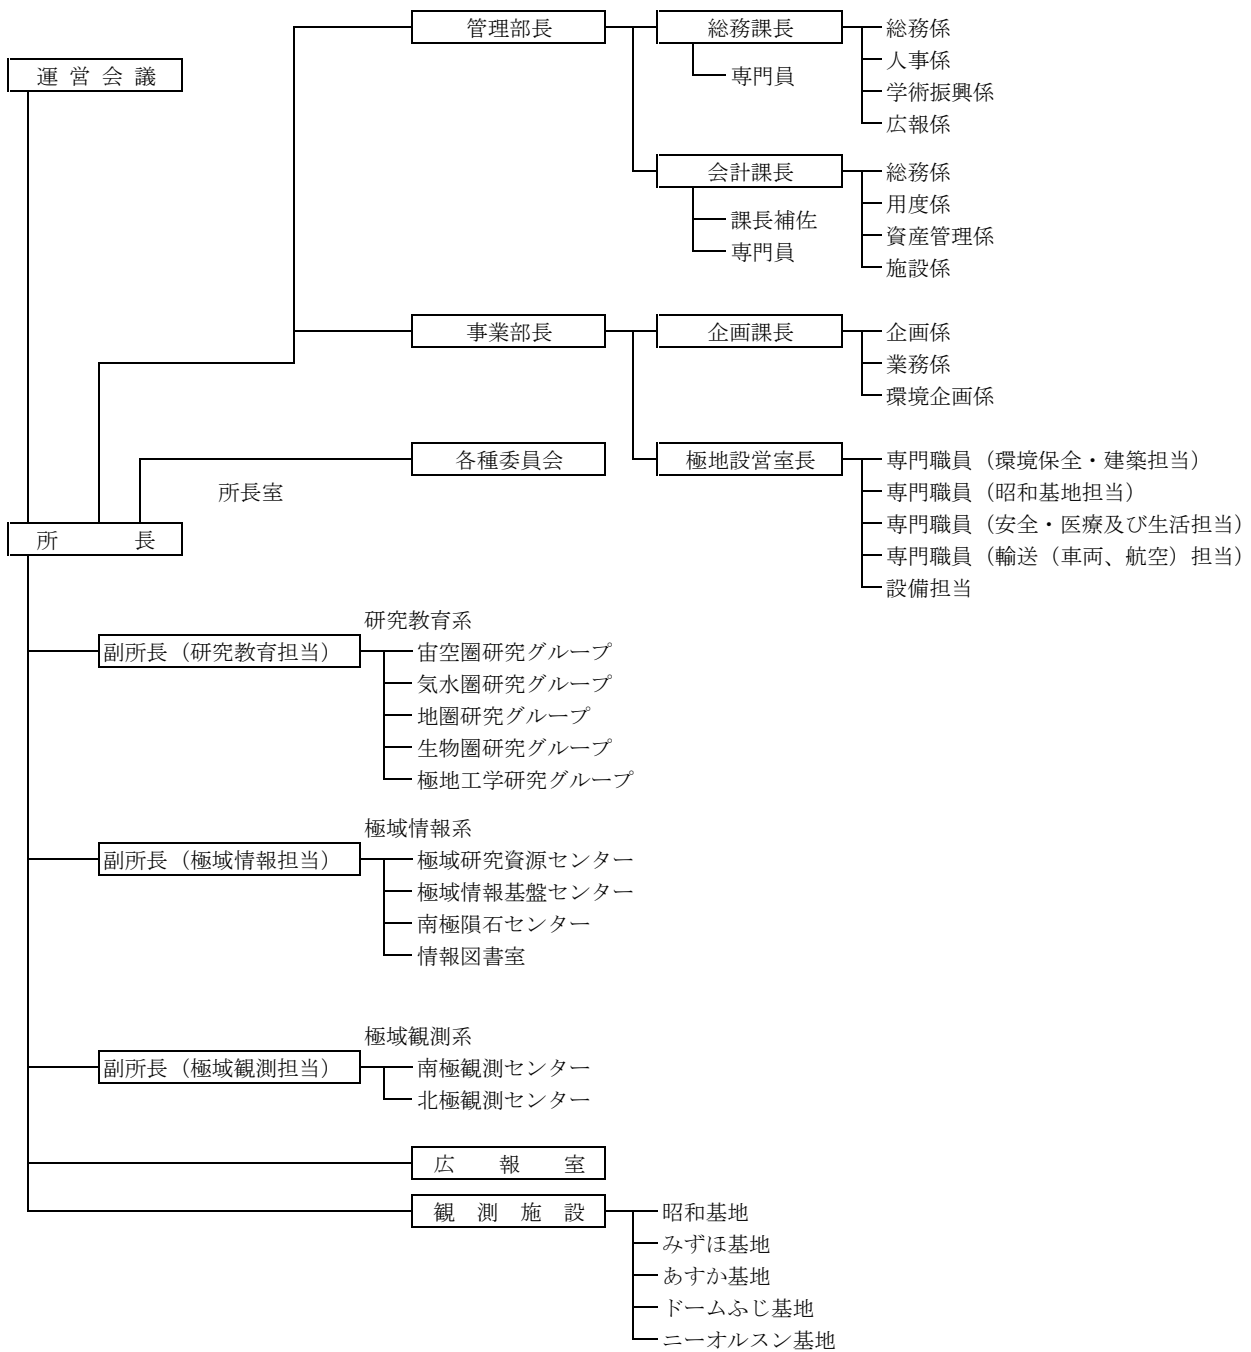 管理部長
総務課長
総務係
専門員
人事係
学術振興係
広報係
運営会議
会計課長
総務係
課長補佐
用度係
専門員
資産管理係
施設係
事業部長
企画課長
企画係
業務係
環境企画係
各種委員会
極地設営室長
専門職員（環境保全・建築担当）
所長室
専門職員（昭和基地担当）
専門職員（安全・医療及び生活担当）
専門職員（輸送（車両、航空）担当）
設備担当
所長
研究教育系
副所長（研究教育担当）
宙空圏研究グループ
気水圏研究グループ
地圏研究グループ
生物圏研究グループ
極地工学研究グループ
極域情報系
副所長（極域情報担当）
極域研究資源センター
極域情報基盤センター
南極隕石センター
情報図書室
極域観測系
副所長（極域観測担当）
南極観測センター
北極観測センター
広報室
観測施設
昭和基地
みずほ基地
あすか基地
ドームふじ基地
ニーオルスン基地